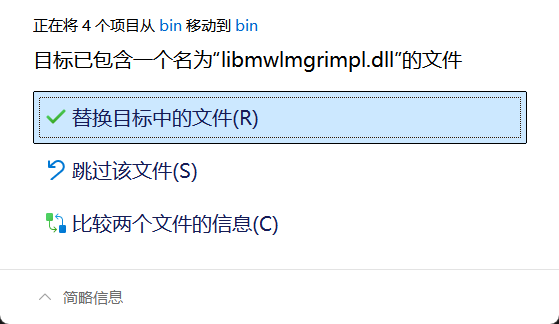 正在将 4 个项目从 bin 移动到 bin
目标已包含一个名为“libmwlmgrimpl.dll”的文件
替换目标中的文件(R)
跳过该文件(S)
比较两个文件的信息(C)
简略信息